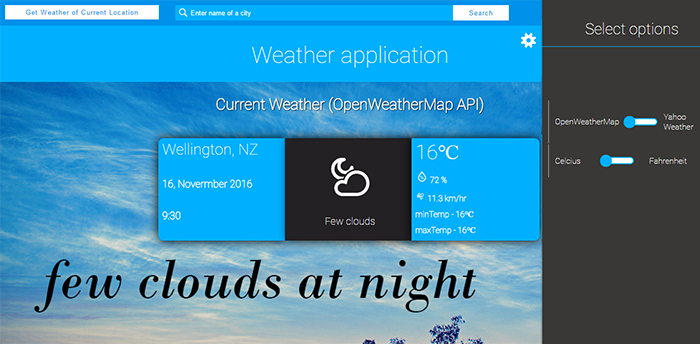 Get Weather of Current Location
Enter name of a city
Search
Weather application
Current Weather (OpenWeatherMap API)
Wellington, NZ
16, Novermber 2016
9:30
Few clouds
16℃
72 %
11.3 km/hr
minTemp - 16℃
maxTemp - 16℃
few clouds at night
Select options
OpenWeatherMap
Yahoo
Weather
Celcius
Fahrenheit